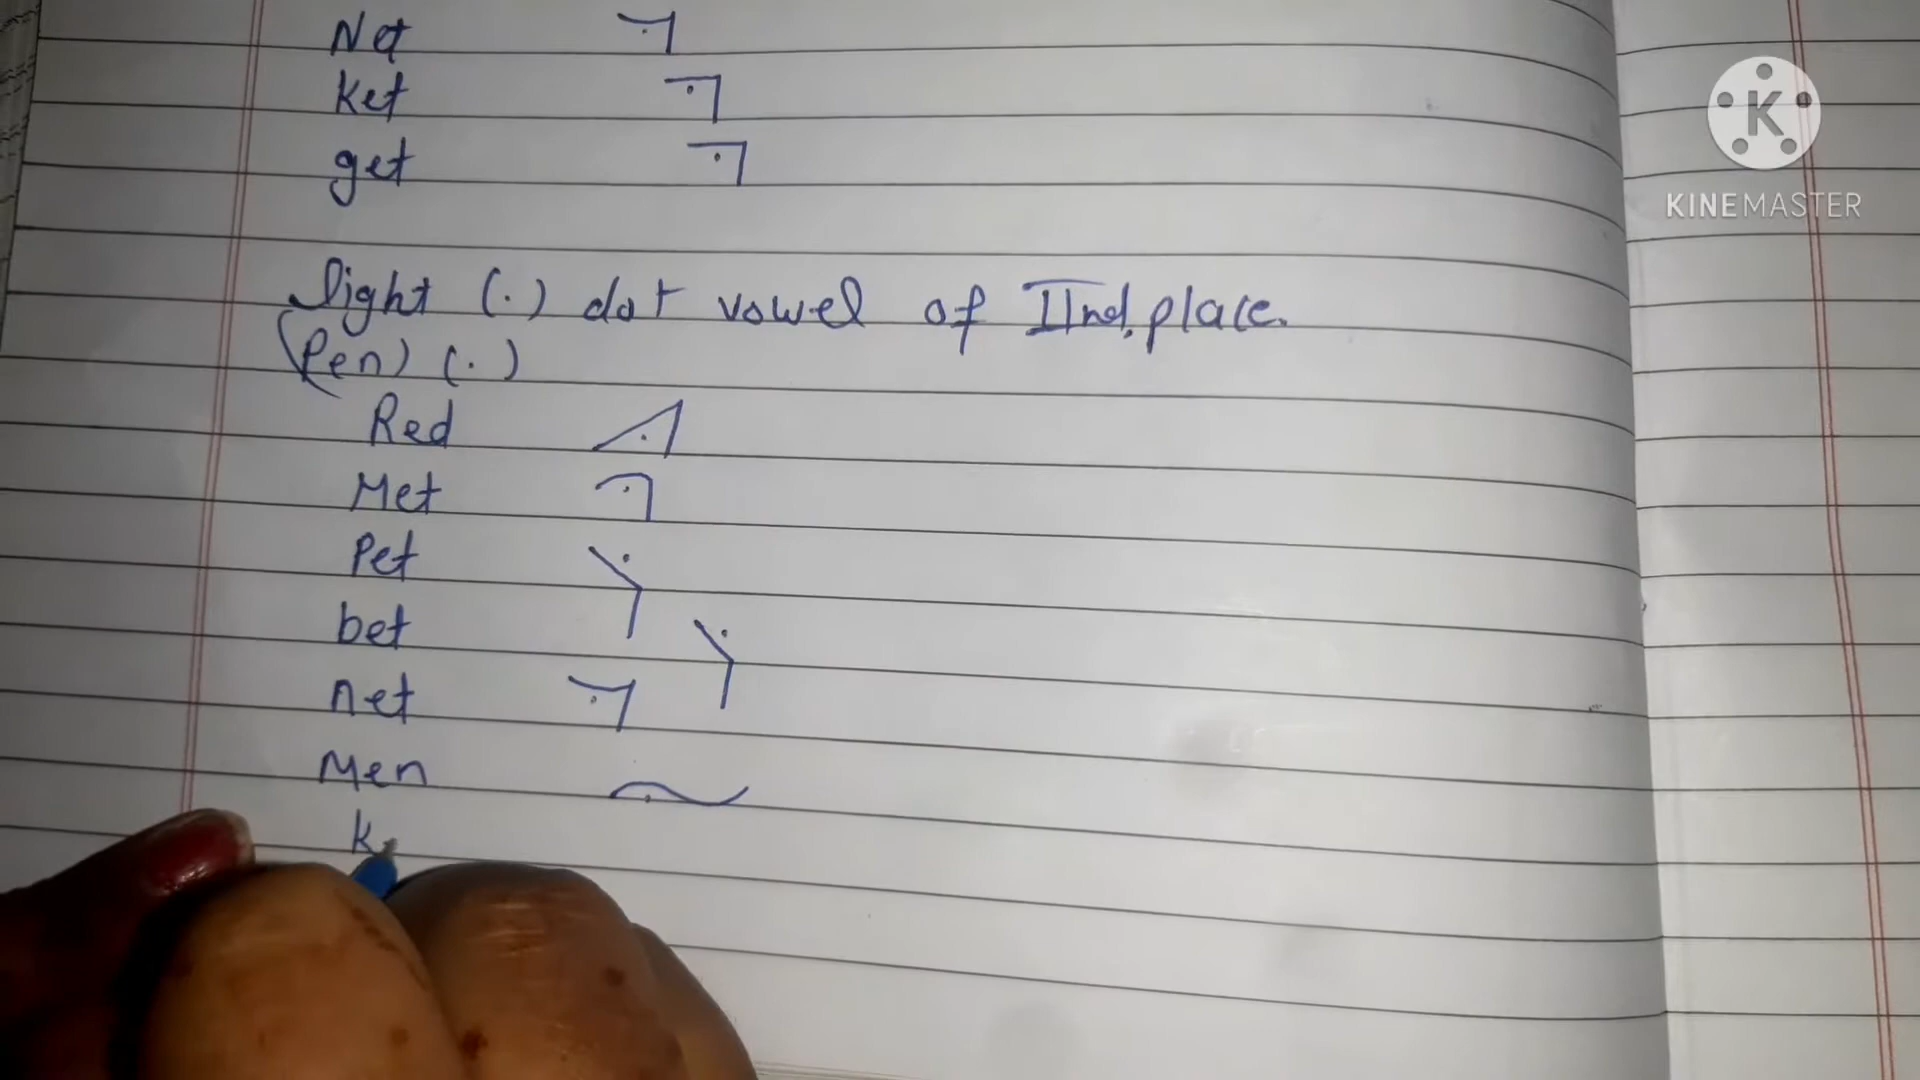 Net
ket
get
light (.) dot vowel of IInd. place.
(Pen) (.)
Red
Met
Pet
bet
net
Men
k
K
KINEMASTER